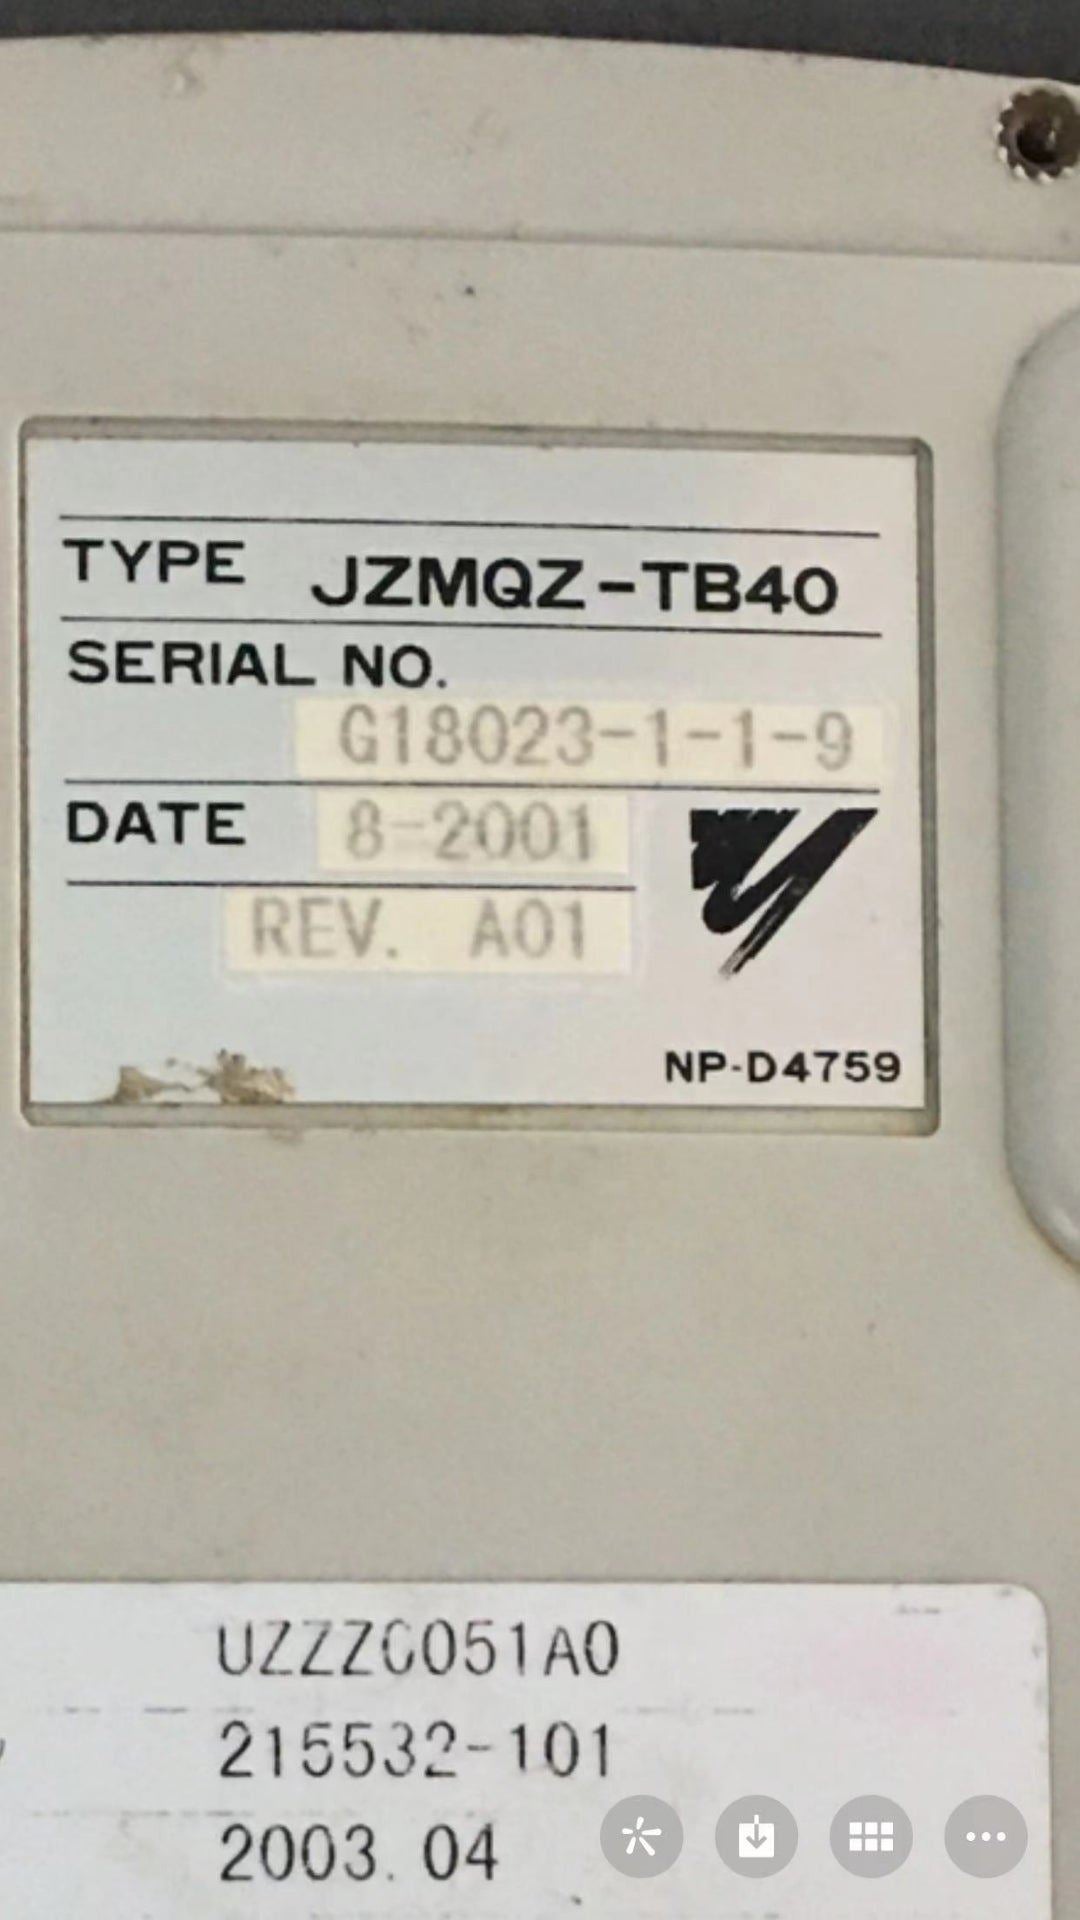 TYPE JZMQZ-TB40
SERIAL NO.
G18023-1-1-9
DATE 8-2001
REV. A01
NP-D4759
UZZZC051A0
215532-101
2003.04